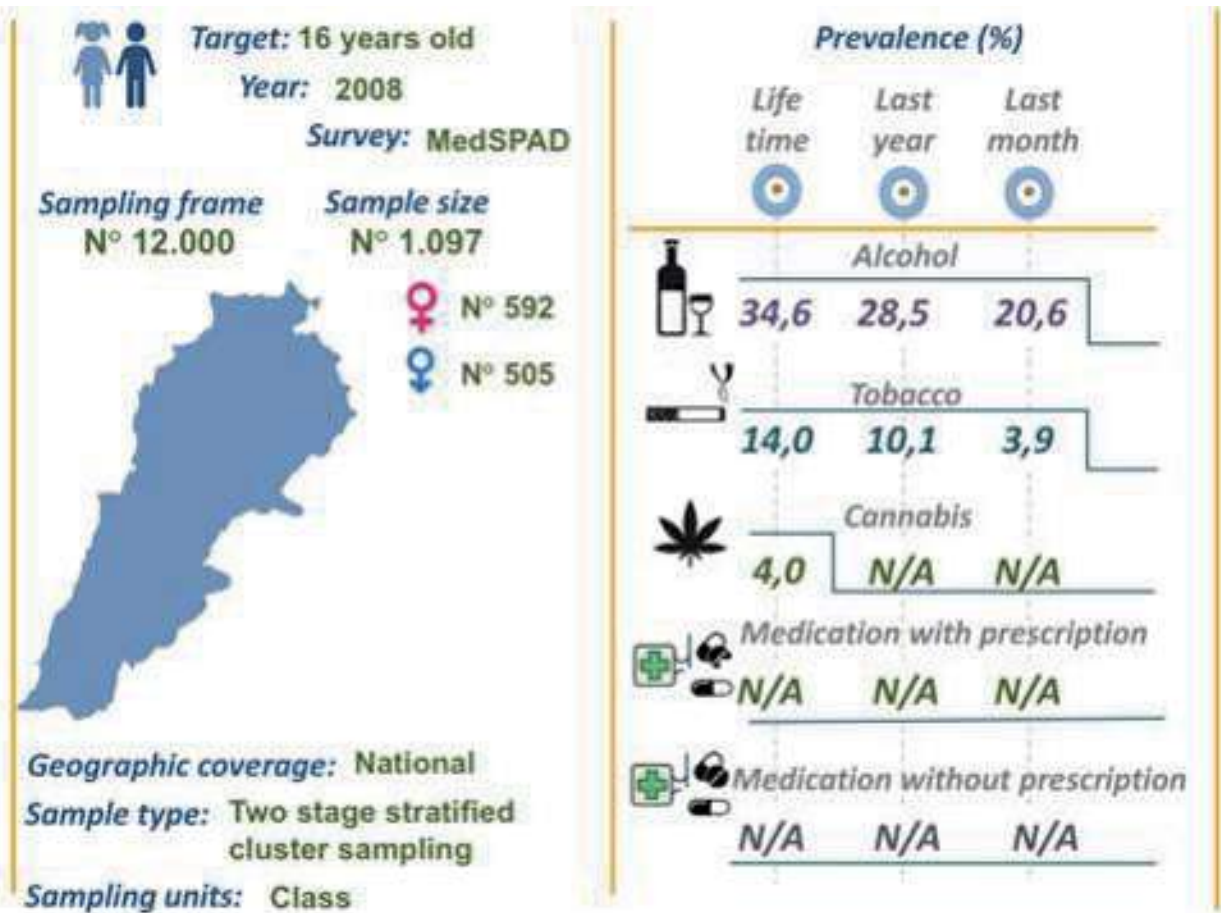 Target: 16 years old
Year: 2008
Survey: MedSPAD
Sampling frame
N° 12.000
Sample size
N° 1.097
N° 592
N° 505
Geographic coverage: National
Sample type: Two stage stratified
cluster sampling
Sampling units: Class
Prevalence (%)
Life time
Last year
Last month
Alcohol
34,6 28,5 20,6
Tobacco
14,0 10,1 3,9
Cannabis
4,0 N/A N/A
Medication with prescription
N/A N/A N/A
Medication without prescription
N/A N/A N/A